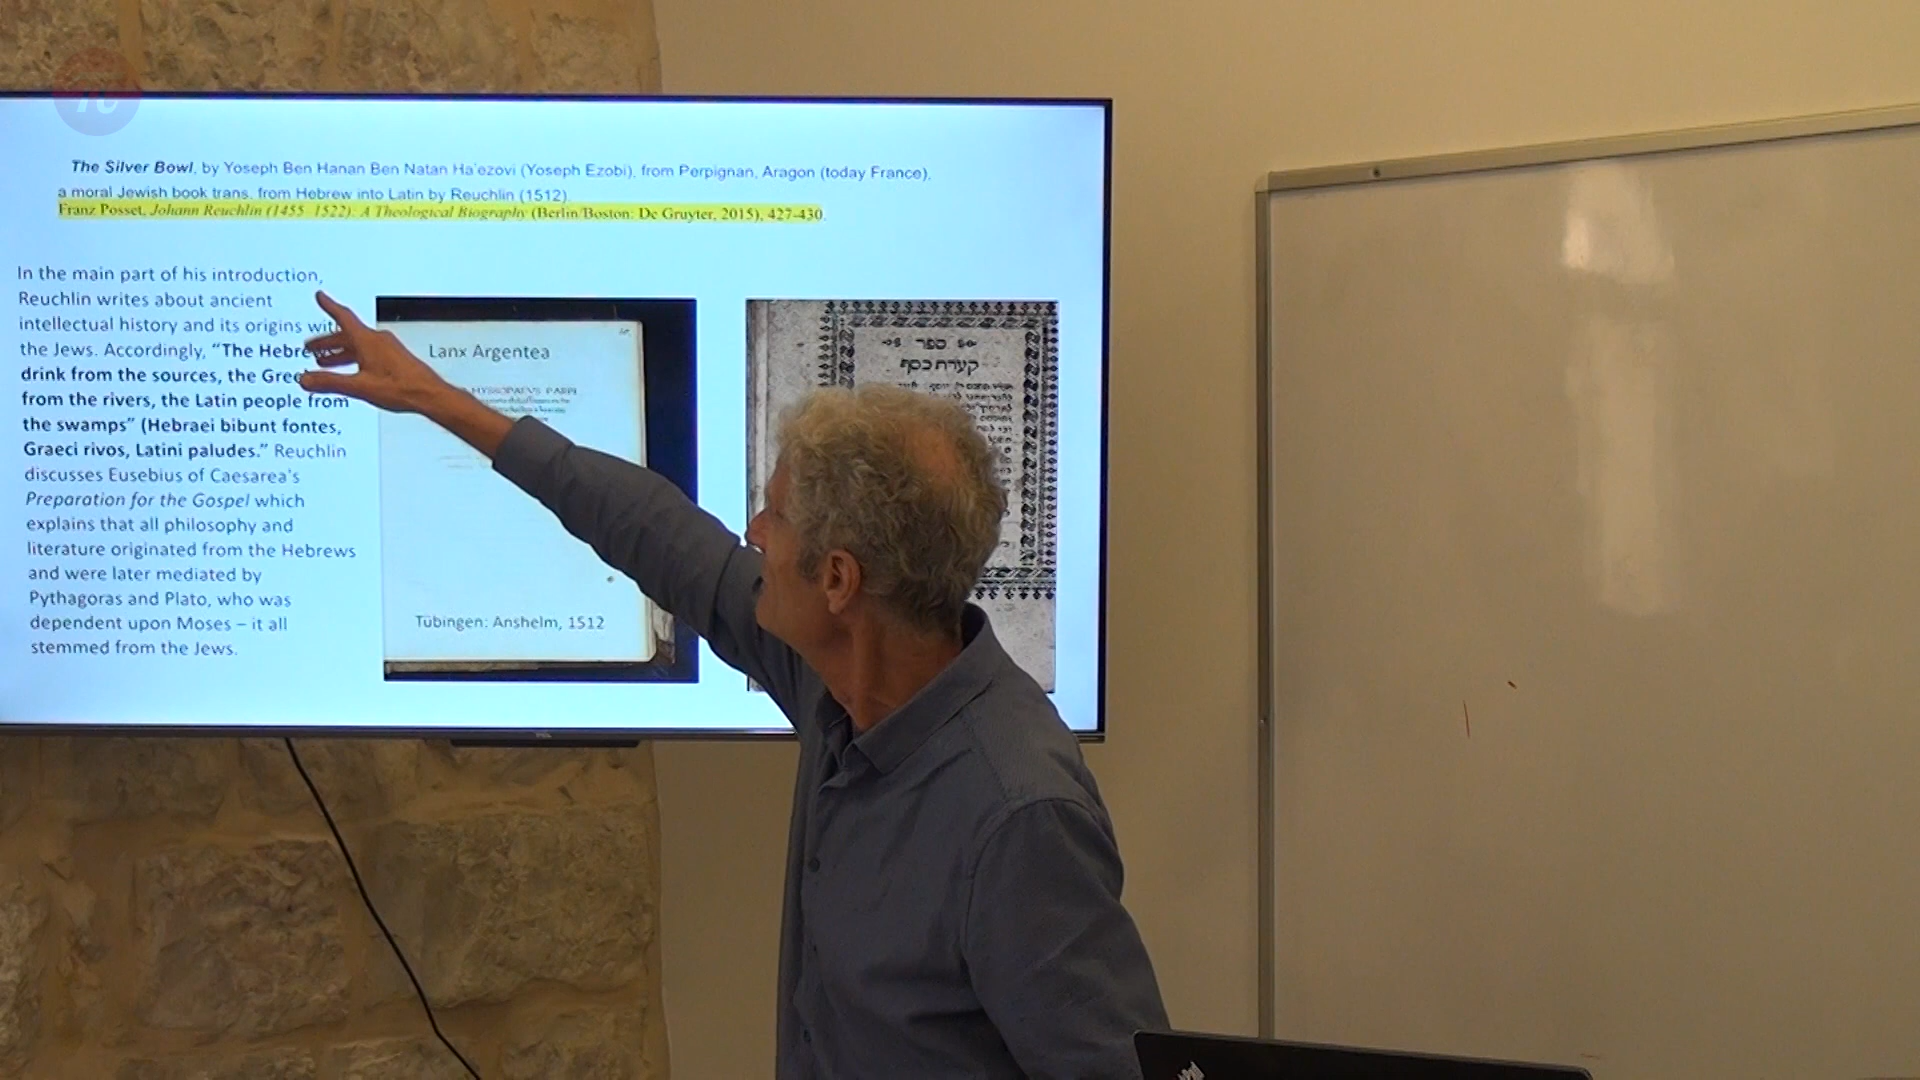 The Silver Bowl, by Yoseph Ben Hanan Ben Natan Ha'ezovi (Yoseph Ezobi), from Perpignan, Aragon (today France),
a moral Jewish book trans. from Hebrew into Latin by Reuchlin (1512).
Franz Posset, Johann Reuchlin (1455–1522). A Theological Biography (Berlin/Boston: De Gruyter, 2015), 427-430.
In the main part of his introduction,
Reuchlin writes about ancient
intellectual history and its origins with
the Jews. Accordingly, “The Hebrews
drink from the sources, the Greeks
from the rivers, the Latin people from
the swamps” (Hebraei bibunt fontes,
Graeci rivos, Latini paludes.” Reuchlin
discusses Eusebius of Caesarea's
Preparation for the Gospel which
explains that all philosophy and
literature originated from the Hebrews
and were later mediated by
Pythagoras and Plato, who was
dependent upon Moses – it all
stemmed from the Jews.
Lanx Argentea
Tübingen: Anshelm, 1512
ספר
קערת כסף
TCL